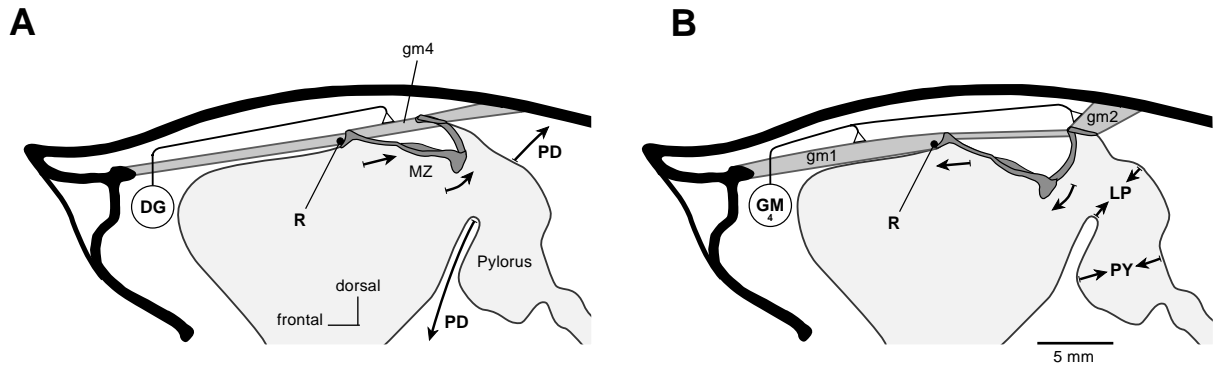 A
gm4
PD
MZ
DG
R
Pylorus
dorsal
frontal
PD
B
gm2
gm1
LP
GM
4
R
PY
5 mm